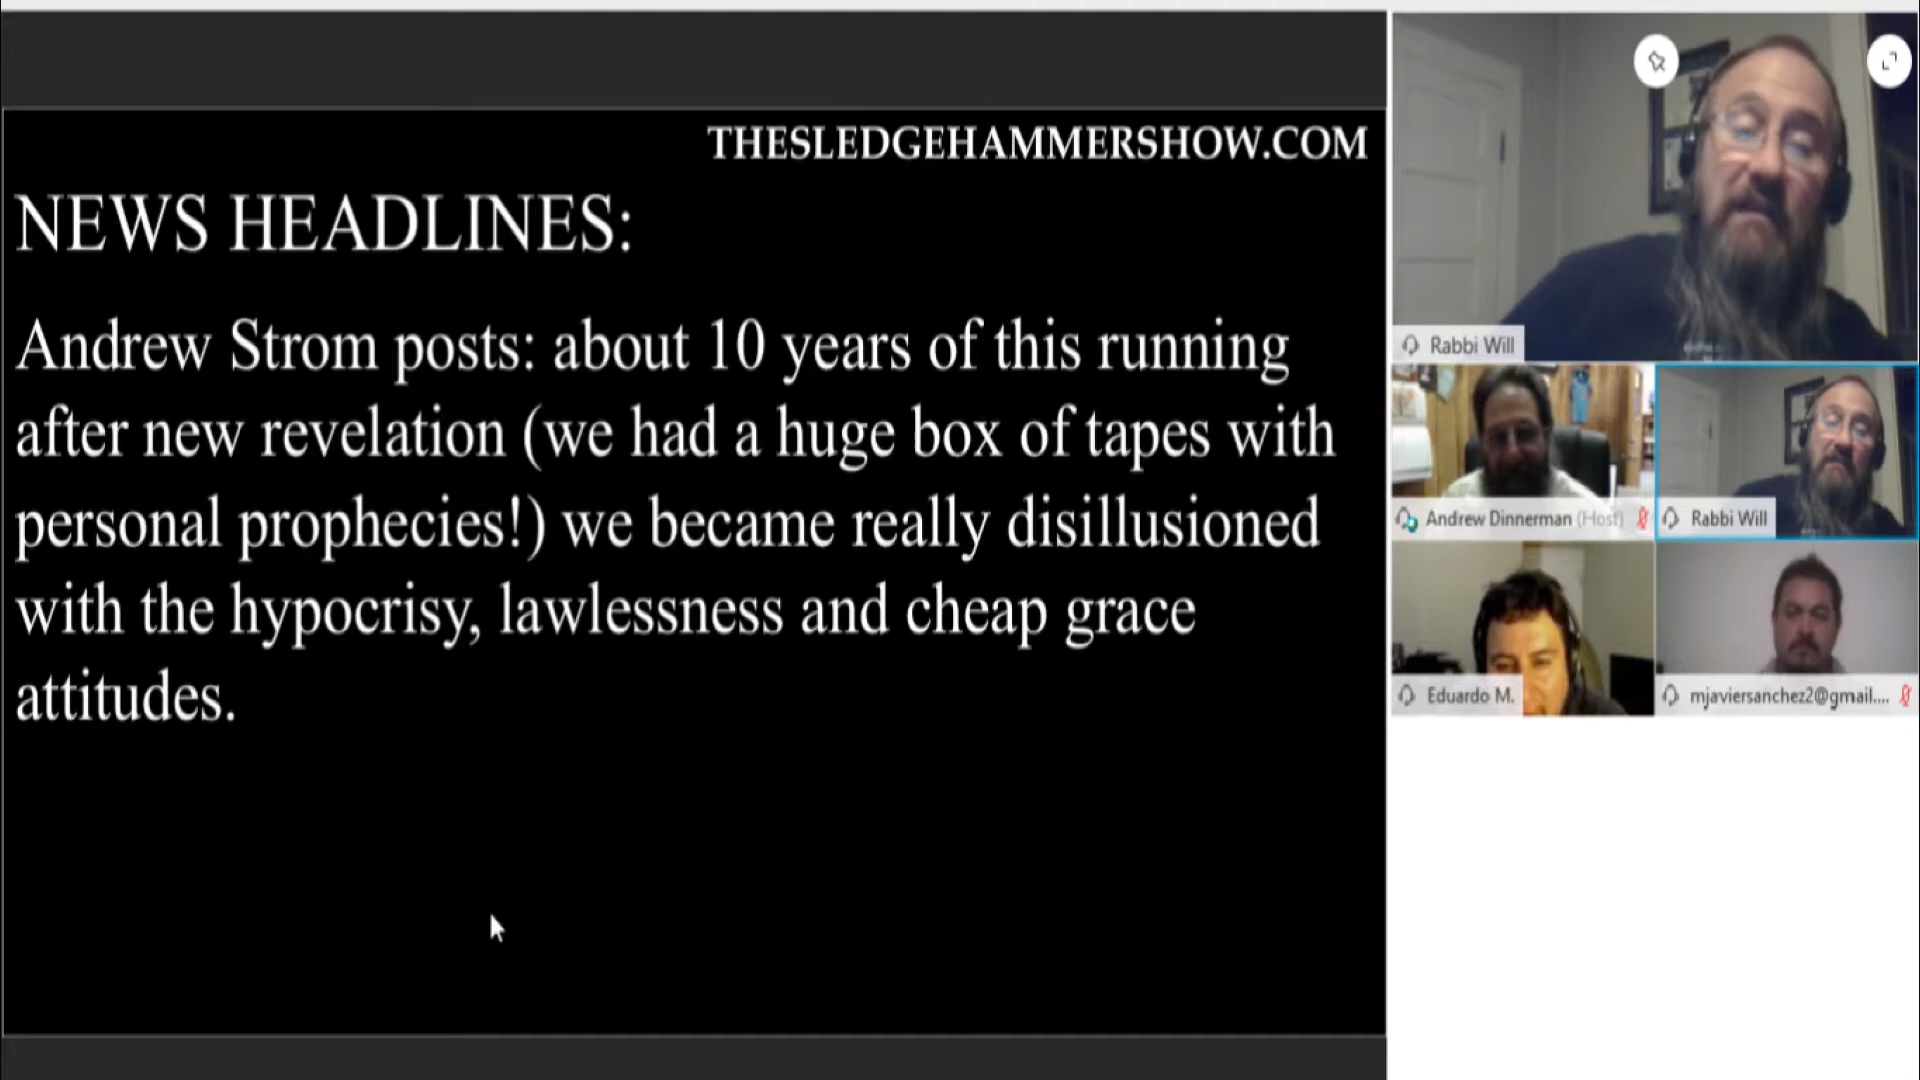 THESLEDGEHAMMERSHOW.COM
NEWS HEADLINES:
Andrew Strom posts: about 10 years of this running
after new revelation (we had a huge box of tapes with
personal prophecies!) we became really disillusioned
with the hypocrisy, lawlessness and cheap grace
attitudes.
Rabbi Will
Andrew Dinnerman (Host)
Rabbi Will
Eduardo M.
mjaviersanchez2@gmail....